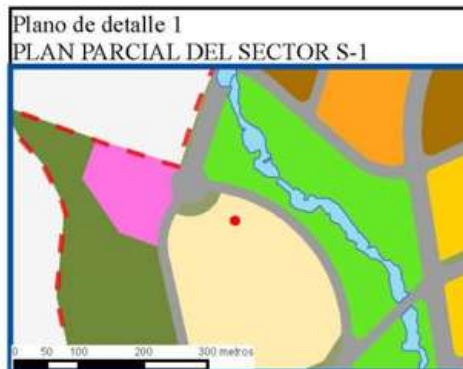 Plano de detalle 1
PLAN PARCIAL DEL SECTOR S-1
0 50 100 200 300 metros